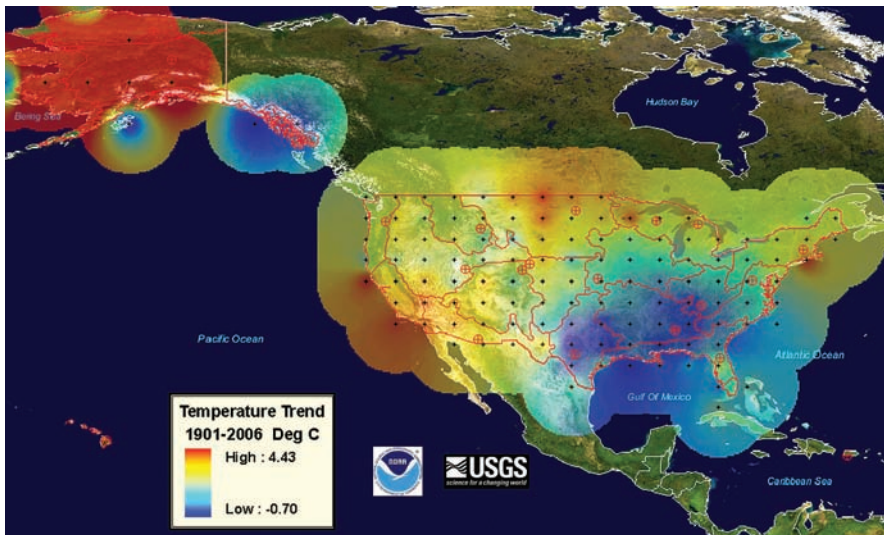 Bering Sea
Hudson Bay
Pacific Ocean
Atlantic Ocean
Gulf Of Mexico
Caribbean Sea
Temperature Trend
1901-2006 Deg C
High : 4.43
Low : -0.70
NOAA
USGS
science for a changing world